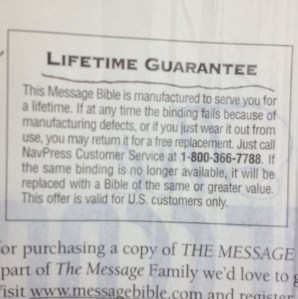 LIFETIME GUARANTEE
This Message Bible is manufactured to serve you for
a lifetime. If at any time the binding fails because of
manufacturing defects, or if you just wear it out from
use, you may return it for a free replacement. Just call
NavPress Customer Service at 1-800-366-7788. If
the same binding is no longer available, it will be
replaced with a Bible of the same or greater value.
This offer is valid for U.S. customers only.
or purchasing a copy of THE MESSAGE
part of The Message Family we'd love to g
isit www.messagebible.com and register